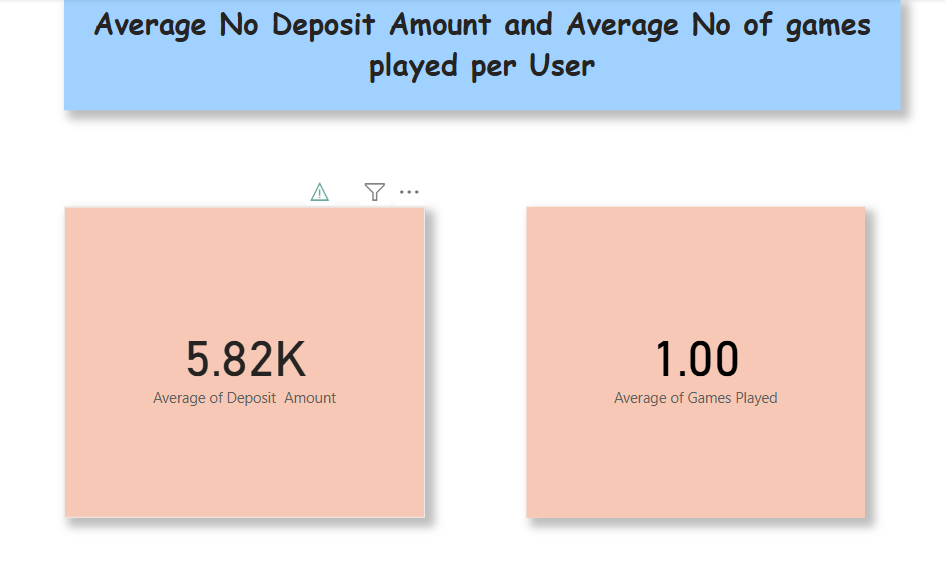 Average No Deposit Amount and Average No of games
played per User
5.82K
Average of Deposit  Amount
1.00
Average of Games Played